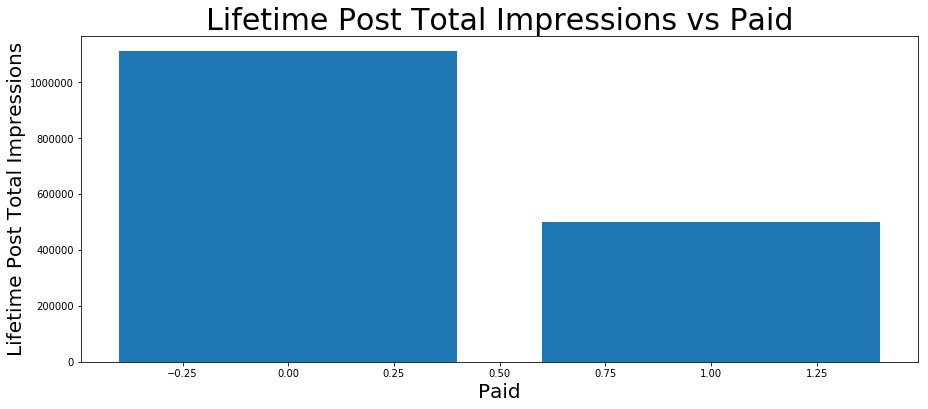 Lifetime Post Total Impressions vs Paid
Lifetime Post Total Impressions
1000000
800000
600000
400000
200000
0
−0.25 0.00 0.25 0.50 0.75 1.00 1.25
Paid